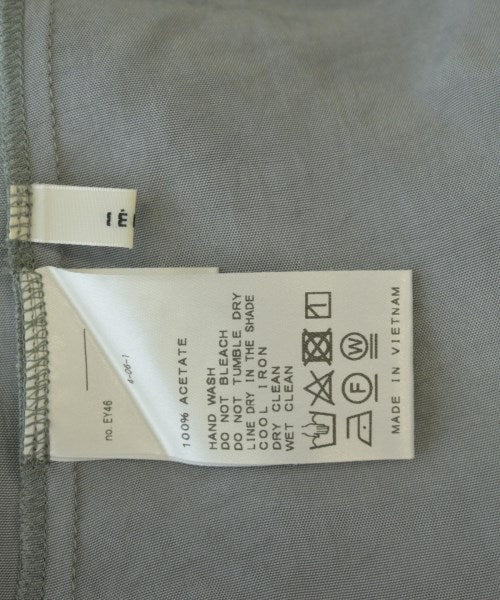 no. EY46
100% ACETATE
HAND WASH
DO NOT BLEACH
DO NOT TUMBLE DRY
LINE DRY IN THE SHADE
COOL IRON
DRY CLEAN
WET CLEAN
F
W
MADE IN VIETNAM